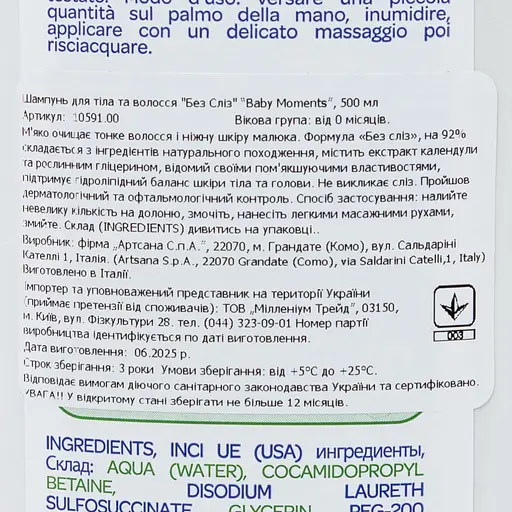 quantità sul palmo della mano, inumidire,
applicare con un delicato massaggio poi
risciacquare.
Шампунь для тіла та волосся "Без Сліз" "Baby Moments", 500 мл
Артикул: 10591.00 Вікова група: від 0 місяців.
М'яко очищає тонке волосся і ніжну шкіру малюка. Формула «Без сліз», на 92%
складається з інгредієнтів натурального походження, містить екстракт календули
та рослинним гліцерином, відомий своїми пом'якшуючими властивостями,
підтримує гідроліпідний баланс шкіри тіла та голови. Не викликає сліз. Пройшов
дерматологічний та офтальмологічний контроль. Спосіб застосування: налийте
невелику кількість на долоню, змочіть, нанесіть легкими масажними рухами,
змийте. Склад (INGREDIENTS) дивитись на упаковці..
Виробник: фірма „Артсана С.п.А.", 22070, м. Грандате (Комо), вул. Сальдаріні
Кателлі 1, Італія. (Artsana S.p.A., 22070 Grandate (Como), via Saldarini Catelli,1, Italy)
Виготовлено в Італії.
Імпортер та уповноважений представник на території України
(приймає претензії від споживачів): ТОВ „Мілленіум Трейд", 03150,
м. Київ, вул. Фізкультури 28. тел. (044) 323-09-01 Номер партії
виробництва ідентифікується по даті виготовлення.
Дата виготовлення: 06.2025 р.
Строк зберігання: 3 роки Умови зберігання: від +5°C до +25°C.
Відповідає вимогам діючого санітарного законодавства України та сертифіковано.
УВАГА!! У відкритому стані зберігати не більше 12 місяців.
003
INGREDIENTS, INCI UE (USA) ингредиенты,
Склад: AQUA (WATER), COCAMIDOPROPYL
BETAINE, DISODIUM LAURETH
SULFOSUCCINATE, GLYCERIN, PEG-200